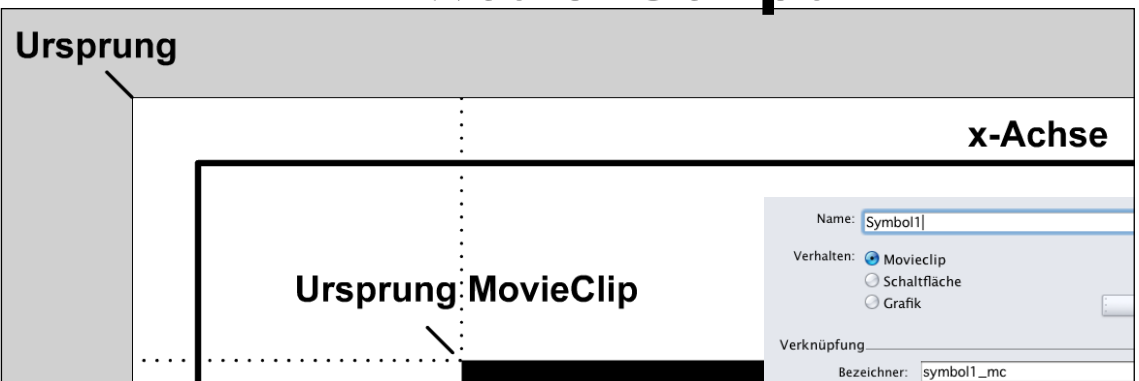 Ursprung
x-Achse
Name: Symbol1
Verhalten: Movieclip
Schaltfläche
Ursprung MovieClip
Grafik
Verknüpfung
Bezeichner: symbol1_mc